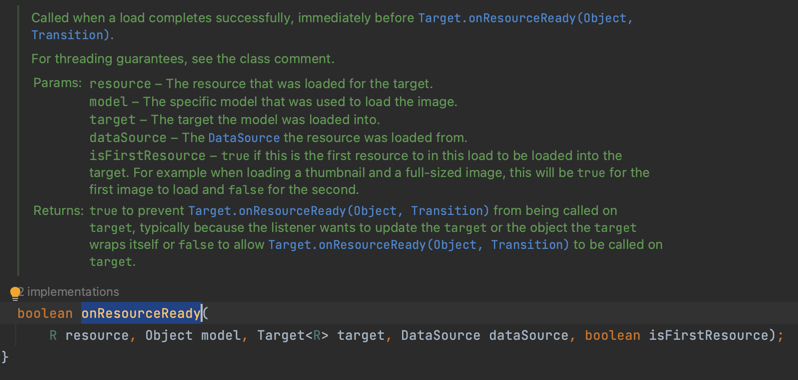 Called when a load completes successfully, immediately before Target.onResourceReady(Object,
Transition).
For threading guarantees, see the class comment.
Params: resource – The resource that was loaded for the target.
model – The specific model that was used to load the image.
target – The target the model was loaded into.
dataSource – The DataSource the resource was loaded from.
isFirstResource – true if this is the first resource to in this load to be loaded into the
target. For example when loading a thumbnail and a full-sized image, this will be true for the
first image to load and false for the second.
Returns: true to prevent Target.onResourceReady(Object, Transition) from being called on
target, typically because the listener wants to update the target or the object the target
wraps itself or false to allow Target.onResourceReady(Object, Transition) to be called on
target.
2 implementations
boolean onResourceReady(
R resource, Object model, Target<R> target, DataSource dataSource, boolean isFirstResource);
}